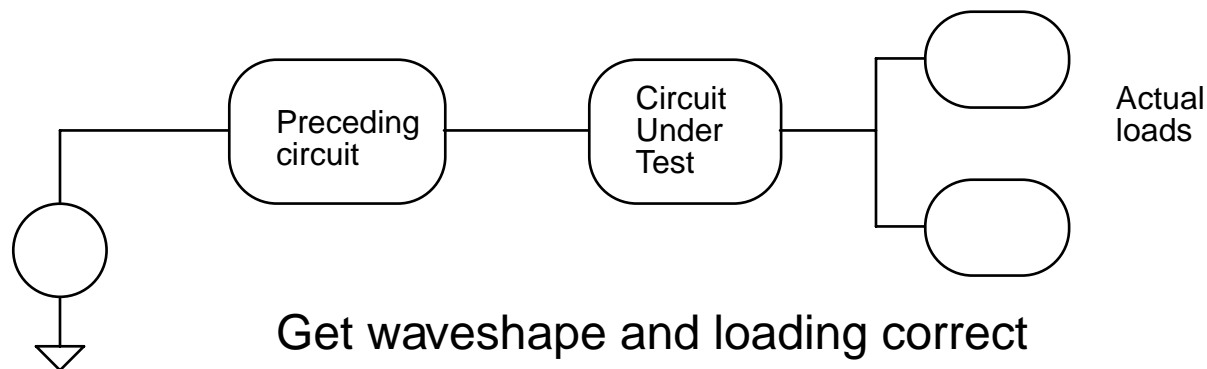 Preceding
circuit
Circuit
Under
Test
Actual
loads
Get waveshape and loading correct